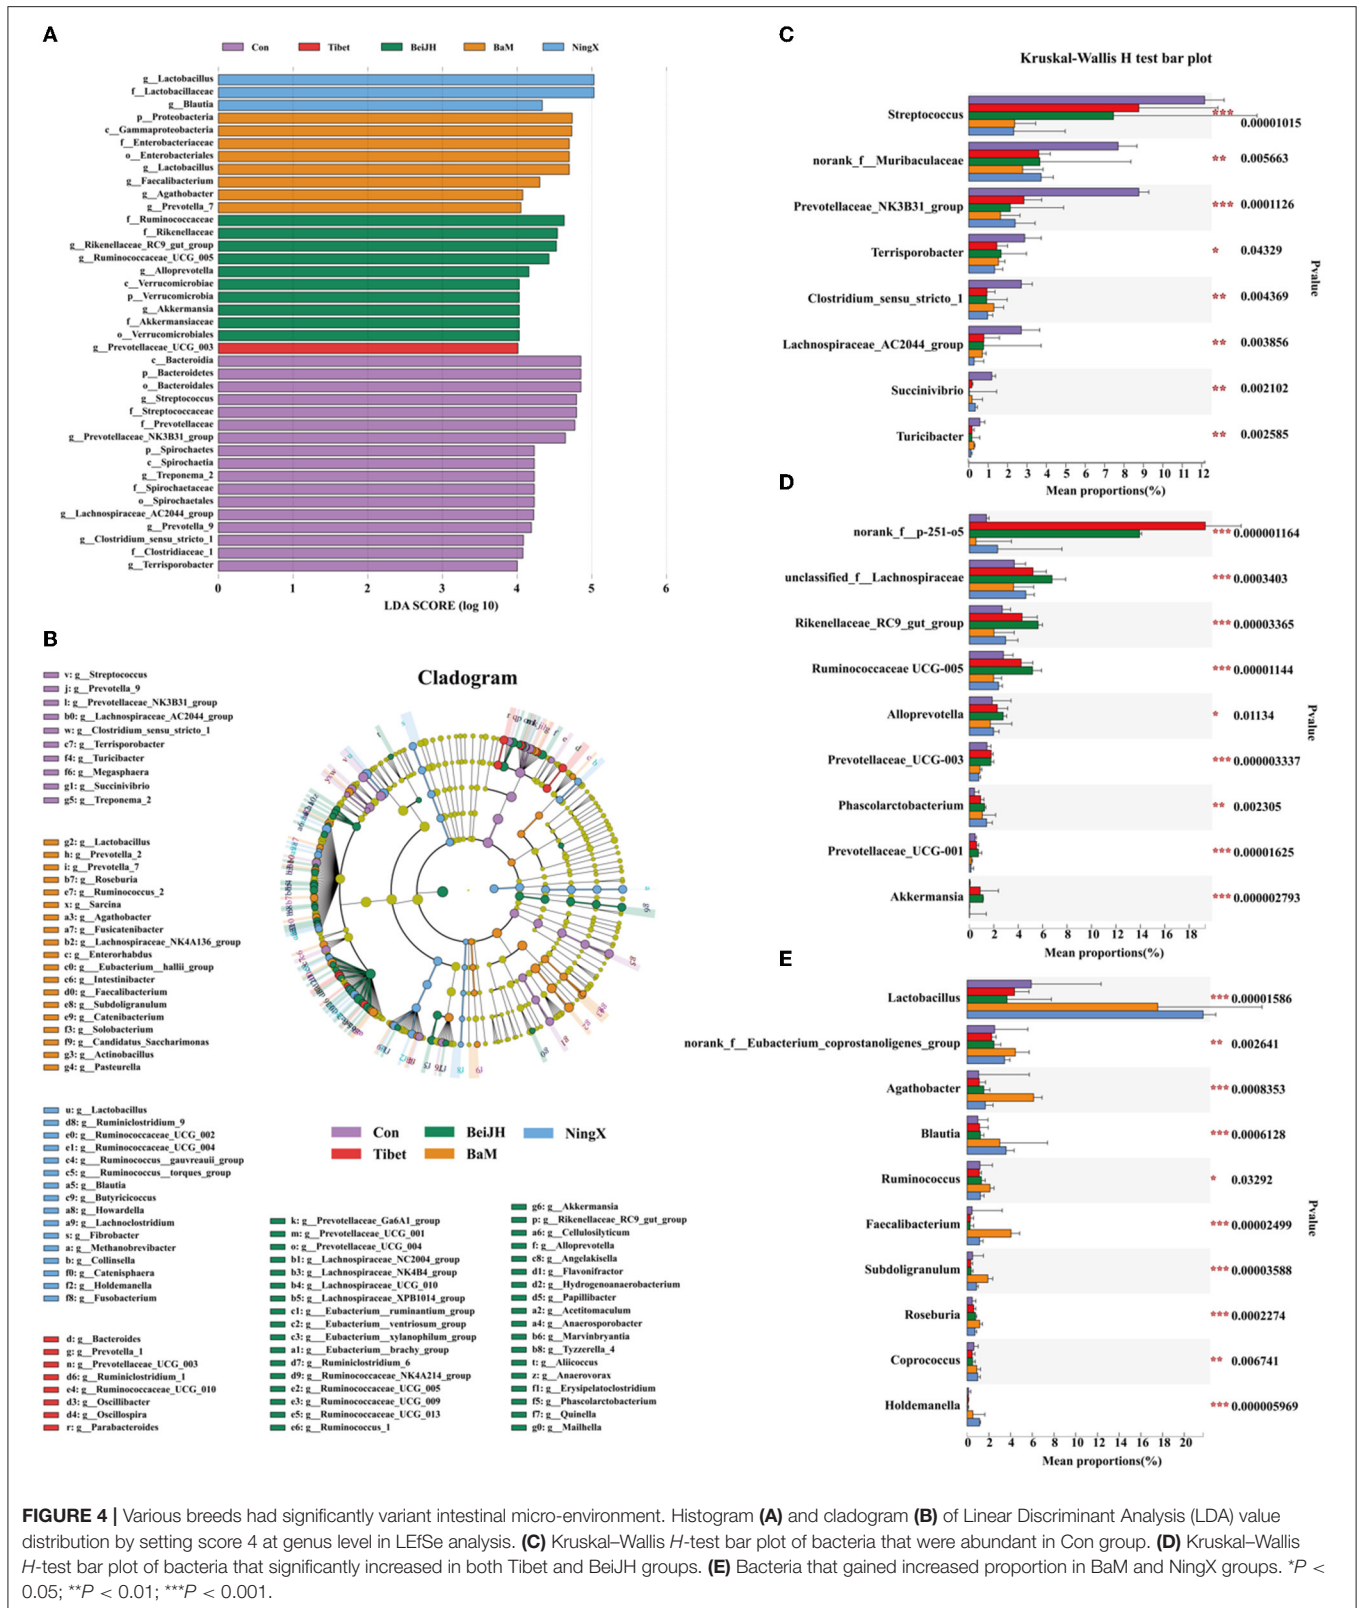 A
Con
Tibet
BeiJH
BaM
NingX
g__Lactobacillus
f__Lactobacillaceae
g__Blautia
p__Proteobacteria
c__Gammaproteobacteria
f__Enterobacteriaceae
o__Enterobacteriales
g__Lactobacillus
g__Faecalibacterium
g__Agathobacter
g__Prevotella_7
f__Ruminococcaceae
f__Rikenellaceae
g__Rikenellaceae_RC9_gut_group
g__Ruminococcaceae_UCG_005
g__Alloprevotella
c__Verrucomicrobiae
p__Verrucomicrobia
g__Akkermansia
f__Akkermansiaceae
o__Verrucomicrobiales
g__Prevotellaceae_UCG_003
c__Bacteroidia
p__Bacteroidetes
o__Bacteroidales
g__Streptococcus
f__Streptococcaceae
f__Prevotellaceae
g__Prevotellaceae_NK3B31_group
p__Spirochaetes
c__Spirochaetia
g__Treponema_2
f__Spirochaetaceae
o__Spirochaetales
g__Lachnospiraceae_AC2044_group
g__Prevotella_9
g__Clostridium_sensu_stricto_1
f__Clostridiaceae_1
g__Terrisporobacter
0 1 2 3 4 5 6
LDA SCORE (log 10)
B
v: g__Streptococcus
j: g__Prevotella_9
l: g__Prevotellaceae_NK3B31_group
b0: g__Lachnospiraceae_AC2044_group
w: g__Clostridium_sensu_stricto_1
c7: g__Terrisporobacter
f4: g__Turicibacter
f6: g__Megasphaera
g1: g__Succinivibrio
g5: g__Treponema_2
g2: g__Lactobacillus
h: g__Prevotella_2
i: g__Prevotella_7
b7: g__Roseburia
e7: g__Ruminococcus_2
x: g__Sarcina
a3: g__Agathobacter
a7: g__Fusicatenibacter
b2: g__Lachnospiraceae_NK4A136_group
c: g__Enterorhabdus
c0: g___Eubacterium_hallii_group
c6: g__Intestinibacter
d0: g__Faecalibacterium
e8: g__Subdoligranulum
e9: g__Catenibacterium
f3: g__Solobacterium
f9: g__Candidatus_Saccharimonas
g3: g__Actinobacillus
g4: g__Pasteurella
u: g__Lactobacillus
d8: g__Ruminiclostridium_9
e0: g__Ruminococcaceae_UCG_002
e1: g__Ruminococcaceae_UCG_004
c4: g___Ruminococcus__gauvreauii_group
c5: g___Ruminococcus__torques_group
a5: g__Blautia
c9: g__Butyricicoccus
a8: g__Howardella
a9: g__Lachnoclostridium
s: g__Fibrobacter
a: g__Methanobrevibacter
b: g__Collinsella
f0: g__Catenisphaera
f2: g__Holdemanella
f8: g__Fusobacterium
d: g__Bacteroides
g: g__Prevotella_1
n: g__Prevotellaceae_UCG_003
d6: g__Ruminiclostridium_1
e4: g__Ruminococcaceae_UCG_010
d3: g__Oscillibacter
d4: g__Oscillospira
r: g__Parabacteroides
Cladogram
a
g6
g5
g0
f9
f8
Con
Tibet
BeiJH
BaM
NingX
k: g__Prevotellaceae_Ga6A1_group
m: g__Prevotellaceae_UCG_001
o: g__Prevotellaceae_UCG_004
b1: g__Lachnospiraceae_NC2004_group
b3: g__Lachnospiraceae_NK4B4_group
b4: g__Lachnospiraceae_UCG_010
b5: g__Lachnospiraceae_XPB1014_group
c1: g___Eubacterium__ruminantium_group
c2: g___Eubacterium__ventriosum_group
c3: g___Eubacterium__xylanophilum_group
a1: g___Eubacterium__brachy_group
d7: g__Ruminiclostridium_6
d9: g__Ruminococcaceae_NK4A214_group
e2: g__Ruminococcaceae_UCG_005
e3: g__Ruminococcaceae_UCG_009
e5: g__Ruminococcaceae_UCG_013
e6: g__Ruminococcus_1
g6: g__Akkermansia
p: g__Rikenellaceae_RC9_gut_group
a6: g__Cellulosilyticum
f: g__Alloprevotella
c8: g__Angelakisella
d1: g__Flavonifractor
d2: g__Hydrogenoanaerobacterium
d5: g__Papillibacter
a2: g__Acetitomaculum
a4: g__Anaerosporobacter
b6: g__Marvinbryantia
b8: g__Tyzzerella_4
t: g__Aliicoccus
z: g__Anaerovorax
f1: g__Erysipelatoclostridium
f5: g__Phascolarctobacterium
f7: g__Quinella
g0: g__Mailhella
C
Kruskal-Wallis H test bar plot
Streptococcus *** 0.00001015
norank_f__Muribaculaceae ** 0.005663
Prevotellaceae_NK3B31_group *** 0.0001126
Terrisporobacter * 0.04329
Clostridium_sensu_stricto_1 ** 0.004369
Lachnospiraceae_AC2044_group ** 0.003856
Succinivibrio ** 0.002102
Turicibacter ** 0.002585
Pvalue
0 1 2 3 4 5 6 7 8 9 10 11 12
Mean proportions(%)
D
norank_f__p-251-o5 *** 0.000001164
unclassified_f__Lachnospiraceae *** 0.0003403
Rikenellaceae_RC9_gut_group *** 0.00003365
Ruminococcaceae UCG-005 *** 0.00001144
Alloprevotella * 0.01134
Prevotellaceae_UCG-003 *** 0.000003337
Phascolarctobacterium ** 0.002305
Prevotellaceae_UCG-001 *** 0.00001625
Akkermansia *** 0.000002793
Pvalue
0 2 4 6 8 10 12 14 16 18
Mean proportions(%)
E
Lactobacillus *** 0.00001586
norank_f__Eubacterium_coprostanoligenes_group ** 0.002641
Agathobacter *** 0.0008353
Blautia *** 0.0006128
Ruminococcus * 0.03292
Faecalibacterium *** 0.00002499
Subdoligranulum *** 0.00003588
Roseburia *** 0.0002274
Coprococcus ** 0.006741
Holdemanella *** 0.000005969
Pvalue
0 2 4 6 8 10 12 14 16 18 20
Mean proportions(%)
FIGURE 4 | Various breeds had significantly variant intestinal micro-environment. Histogram (A) and cladogram (B) of Linear Discriminant Analysis (LDA) value
distribution by setting score 4 at genus level in LEfSe analysis. (C) Kruskal–Wallis H-test bar plot of bacteria that were abundant in Con group. (D) Kruskal–Wallis
H-test bar plot of bacteria that significantly increased in both Tibet and BeiJH groups. (E) Bacteria that gained increased proportion in BaM and NingX groups. *P <
0.05; **P < 0.01; ***P < 0.001.